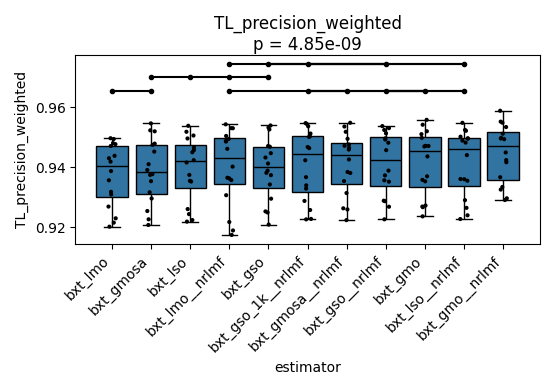 TL_precision_weighted
p = 4.85e-09
TL_precision_weighted
0.96
0.94
0.92
bxt_lmo
bxt_gmosa
bxt_lso
bxt_lmo__nrlmf
bxt_gso
bxt_gso_1k__nrlmf
bxt_gmosa__nrlmf
bxt_gso__nrlmf
bxt_gmo
bxt_lso__nrlmf
bxt_gmo__nrlmf
estimator